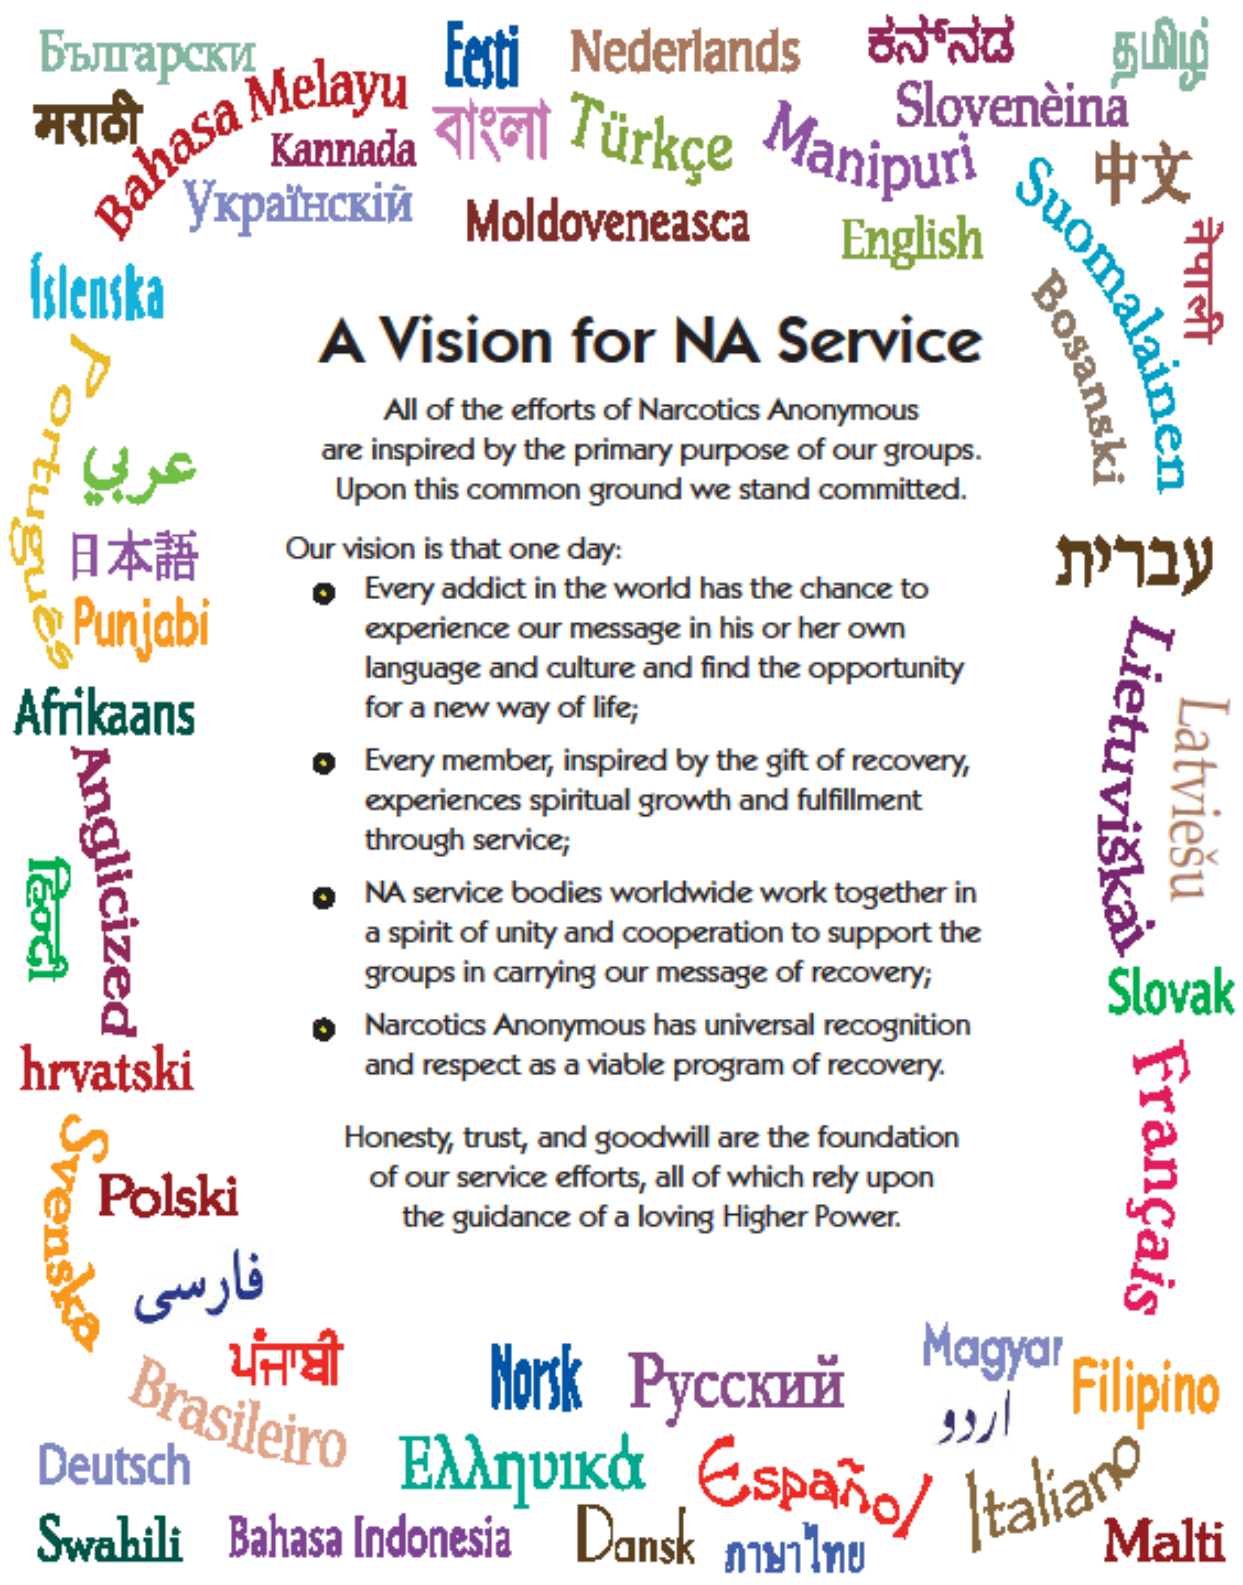 Български
Eesti
Nederlands
ಕನ್ನಡ
தமிழ்
मराठी
Bahasa Melayu
Kannada
বাংলা
Türkçe
Manipuri
Slovenèina
中文
Українскій
Moldoveneasca
English
Suomalainen
नेपाली
Íslenska
Bosanski
A Vision for NA Service
All of the efforts of Narcotics Anonymous
are inspired by the primary purpose of our groups.
Upon this common ground we stand committed.
Português
عربي
日本語
Punjabi
Afrikaans
Our vision is that one day:
Every addict in the world has the chance to
experience our message in his or her own
language and culture and find the opportunity
for a new way of life;
Every member, inspired by the gift of recovery,
experiences spiritual growth and fulfillment
through service;
NA service bodies worldwide work together in
a spirit of unity and cooperation to support the
groups in carrying our message of recovery;
Narcotics Anonymous has universal recognition
and respect as a viable program of recovery.
Honesty, trust, and goodwill are the foundation
of our service efforts, all of which rely upon
the guidance of a loving Higher Power.
עברית
Lietuviškai
Latviešu
Anglicized
हिन्दी
Slovak
hrvatski
Français
Svenska
Polski
فارسی
ਪੰਜਾਬੀ
Brasileiro
Norsk
Русский
Magyar
Filipino
اردو
Deutsch
Ελληνικά
Español
Italiano
Swahili
Bahasa Indonesia
Dansk
ภาษาไทย
Malti